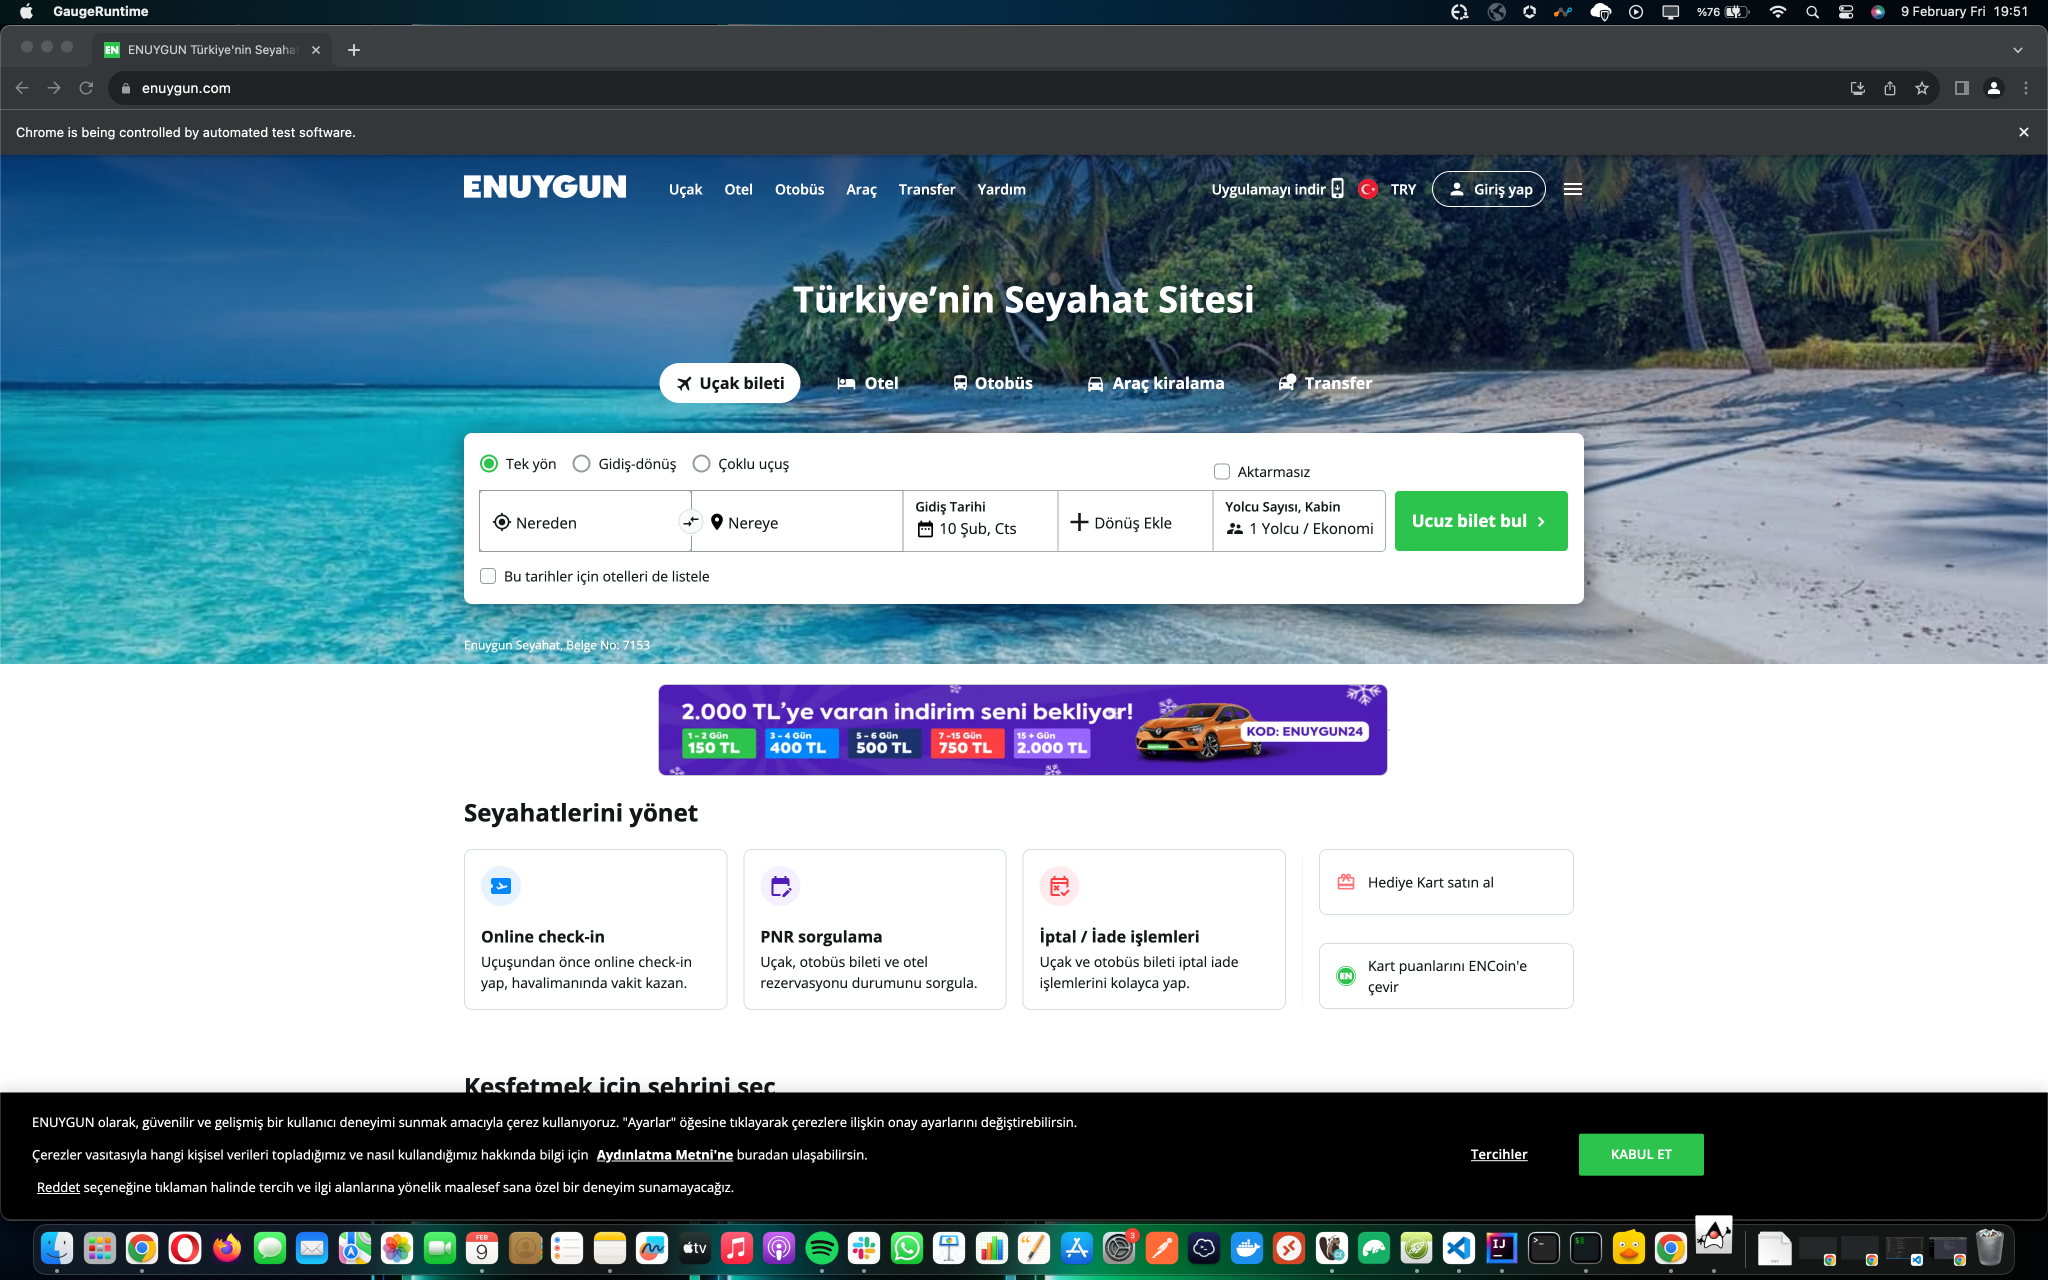 GaugeRuntime
%76
9 February Fri 19:51
EN ENUYGUN Türkiye'nin Seyaha
enuygun.com
Chrome is being controlled by automated test software.
ENUYGUN
Uçak Otel Otobüs Araç Transfer Yardım
Uygulamayı indir TRY Giriş yap
Türkiye’nin Seyahat Sitesi
Uçak bileti Otel Otobüs Araç kiralama Transfer
Tek yön Gidiş-dönüş Çoklu uçuş
Aktarmasız
Nereden
Nereye
Gidiş Tarihi
10 Şub, Cts
Dönüş Ekle
Yolcu Sayısı, Kabin
1 Yolcu / Ekonomi
Ucuz bilet bul
Bu tarihler için otelleri de listele
Enuygun Seyahat, Belge No: 7153
2.000 TL’ye varan indirim seni bekliyor!
1 – 2 Gün
150 TL
3 – 4 Gün
400 TL
5 – 6 Gün
500 TL
7 –15 Gün
750 TL
15 + Gün
2.000 TL
KOD: ENUYGUN24
Seyahatlerini yönet
Online check-in
Uçuşundan önce online check-in
yap, havalimanında vakit kazan.
PNR sorgulama
Uçak, otobüs bileti ve otel
rezervasyonu durumunu sorgula.
İptal / İade işlemleri
Uçak ve otobüs bileti iptal iade
işlemlerini kolayca yap.
Hediye Kart satın al
EN
Kart puanlarını ENCoin'e
çevir
Keşfetmek için şehrini seç
ENUYGUN olarak, güvenilir ve gelişmiş bir kullanıcı deneyimi sunmak amacıyla çerez kullanıyoruz. "Ayarlar" öğesine tıklayarak çerezlere ilişkin onay ayarlarını değiştirebilirsin.
Çerezler vasıtasıyla hangi kişisel verileri topladığımız ve nasıl kullandığımız hakkında bilgi için Aydınlatma Metni'ne buradan ulaşabilirsin.
Reddet seçeneğine tıklaman halinde tercih ve ilgi alanlarına yönelik maalesef sana özel bir deneyim sunamayacağız.
Tercihler
KABUL ET
FEB
9
tv
3
IJ